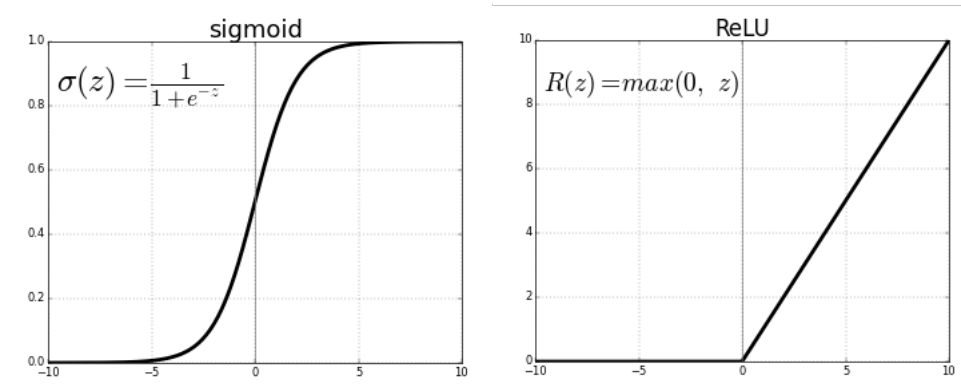 sigmoid
σ(z) = 1 / (1 + e^{-z})
1.0
0.8
0.6
0.4
0.2
0.0
−10 −5 0 5 10
ReLU
R(z) = max(0, z)
10
8
6
4
2
0
−10 −5 0 5 10